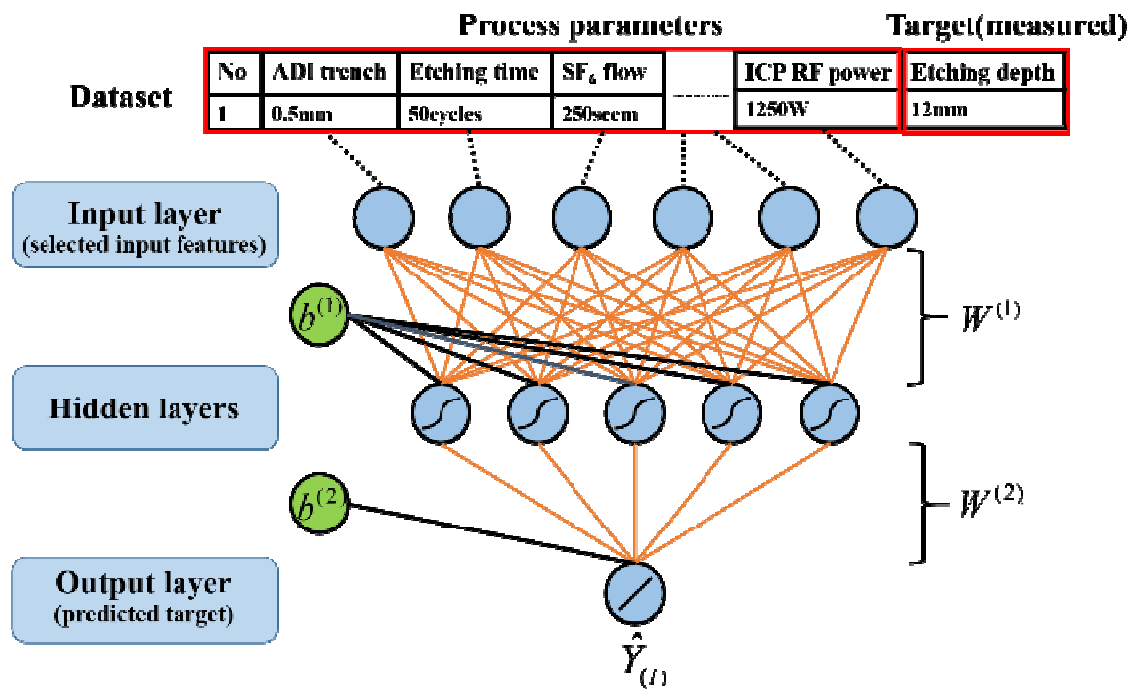 Process parameters Target(measured)
Dataset
No ADI trench Etching time SF6 flow ICP RF power Etching depth
1 0.5mm 50cycles 250sccm 1250W 12mm
Input layer
(selected input features)
b(1)
W(1)
Hidden layers
b(2)
W(2)
Output layer
(predicted target)
Ŷ(I)